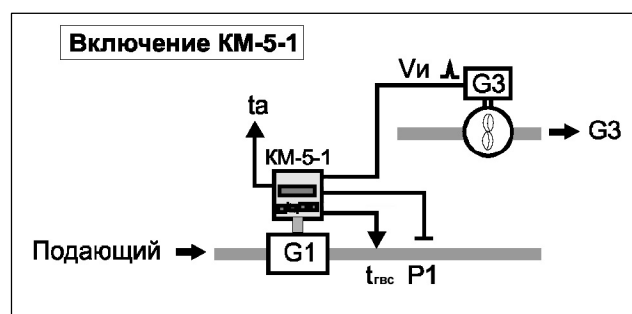 Включение КМ-5-1
Vи G3
ta
G3
КМ-5-1
Подающий G1
tгвс P1